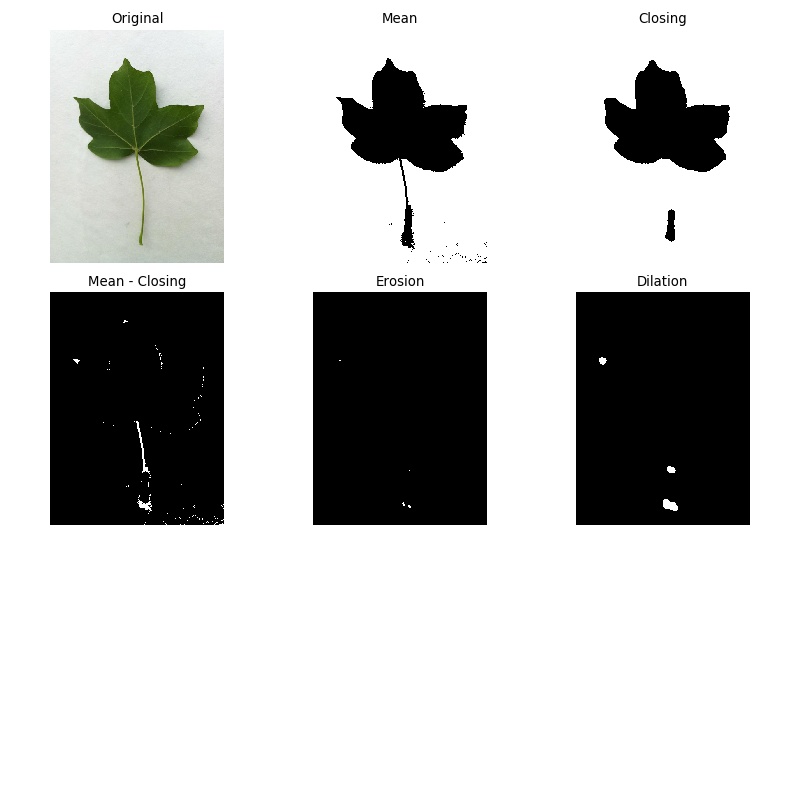 Original
Mean
Closing
Mean - Closing
Erosion
Dilation